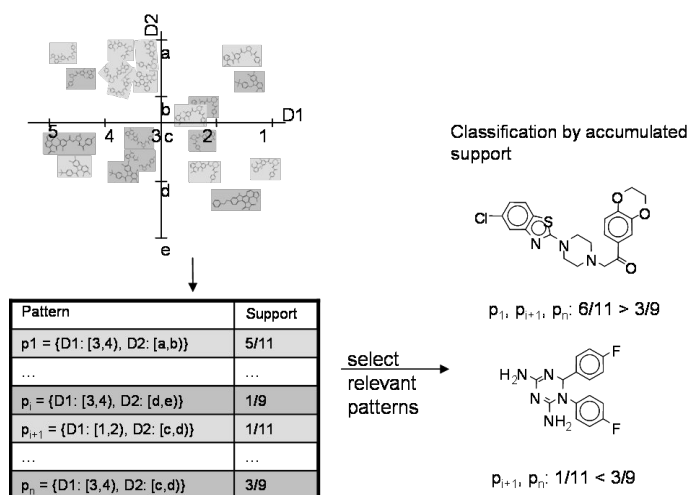 D2
a
b
D1
5
4
3
c
2
1
d
e
Classification by accumulated
support
Cl
S
N
N
N
O
O
O
p1, pi+1, pn: 6/11 > 3/9
Pattern
Support
p1 = {D1: [3,4), D2: [a,b)}
5/11
...
...
pi = {D1: [3,4), D2: [d,e)}
1/9
pi+1 = {D1: [1,2), D2: [c,d)}
1/11
...
...
pn = {D1: [3,4), D2: [c,d)}
3/9
select
relevant
patterns
F
H2N
N
N
N
NH2
F
pi+1, pn: 1/11 < 3/9